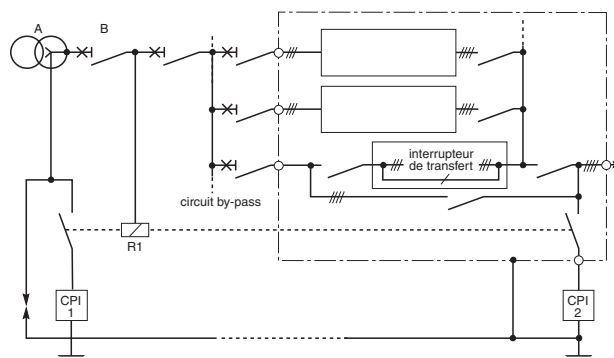 A
B
interrupteur
de transfert
circuit by-pass
R1
CPI
1
CPI
2